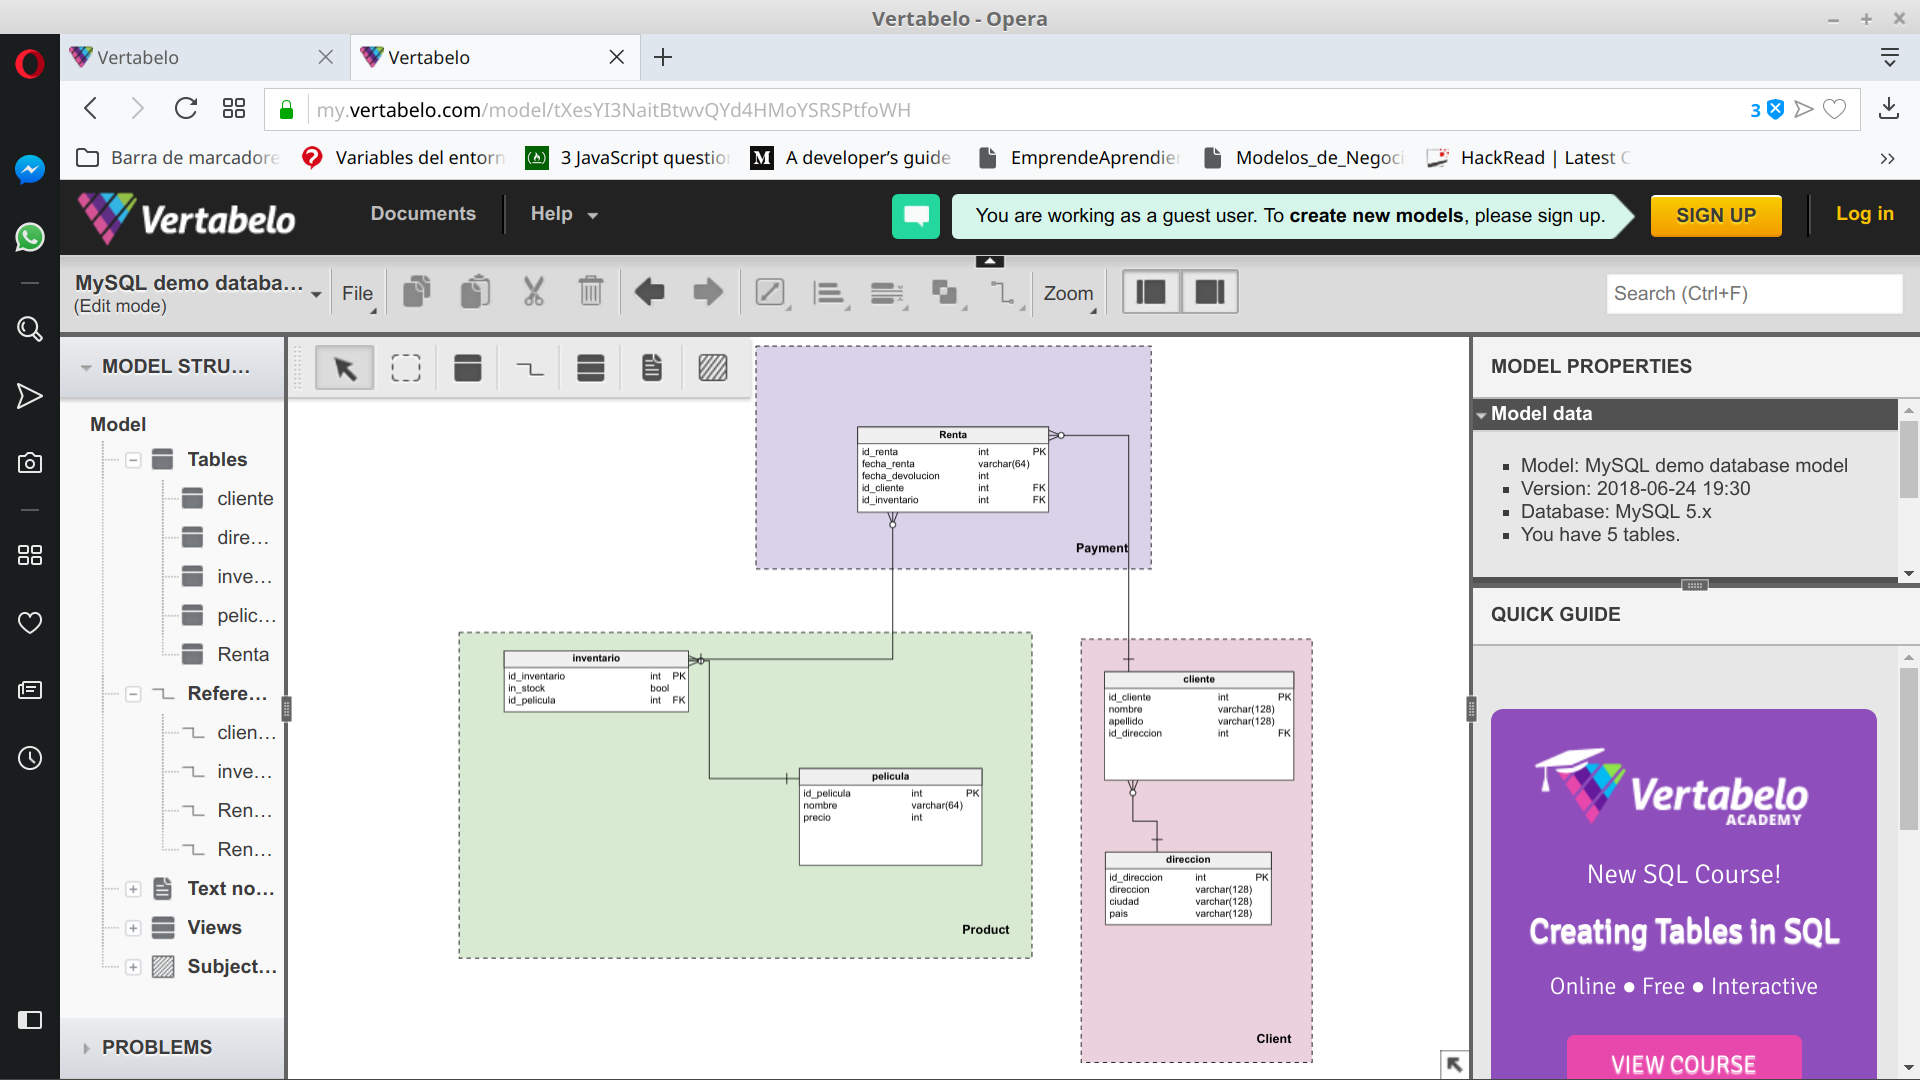 Vertabelo - Opera
Vertabelo
Vertabelo
my.vertabelo.com/model/tXesYI3NaitBtwvQYd4HMoYSRSPtfoWH
3
Barra de marcadore
Variables del entorn
3 JavaScript questio
M A developer's guide
EmprendeAprendier
Modelos_de_Negoci
HackRead | Latest C
Vertabelo
Documents
Help
You are working as a guest user. To create new models, please sign up.
SIGN UP
Log in
MySQL demo databa...
(Edit mode)
File
Zoom
Search (Ctrl+F)
MODEL STRU...
Model
Tables
cliente
dire...
inve...
pelic...
Renta
Refere...
clien...
inve...
Ren...
Ren...
Text no...
Views
Subject...
PROBLEMS
Renta
id_renta int PK
fecha_renta varchar(64)
fecha_devolucion int
id_cliente int FK
id_inventario int FK
Payment
inventario
id_inventario int PK
in_stock bool
id_pelicula int FK
pelicula
id_pelicula int PK
nombre varchar(64)
precio int
Product
cliente
id_cliente int PK
nombre varchar(128)
apellido varchar(128)
id_direccion int FK
direccion
id_direccion int PK
direccion varchar(128)
ciudad varchar(128)
pais varchar(128)
Client
MODEL PROPERTIES
Model data
Model: MySQL demo database model
Version: 2018-06-24 19:30
Database: MySQL 5.x
You have 5 tables.
QUICK GUIDE
Vertabelo
ACADEMY
New SQL Course!
Creating Tables in SQL
Online ● Free ● Interactive
VIEW COURSE